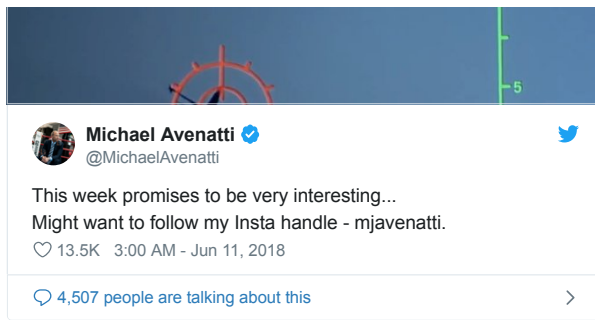 5
Michael Avenatti
@MichaelAvenatti
This week promises to be very interesting...
Might want to follow my Insta handle - mjavenatti.
13.5K 3:00 AM - Jun 11, 2018
4,507 people are talking about this